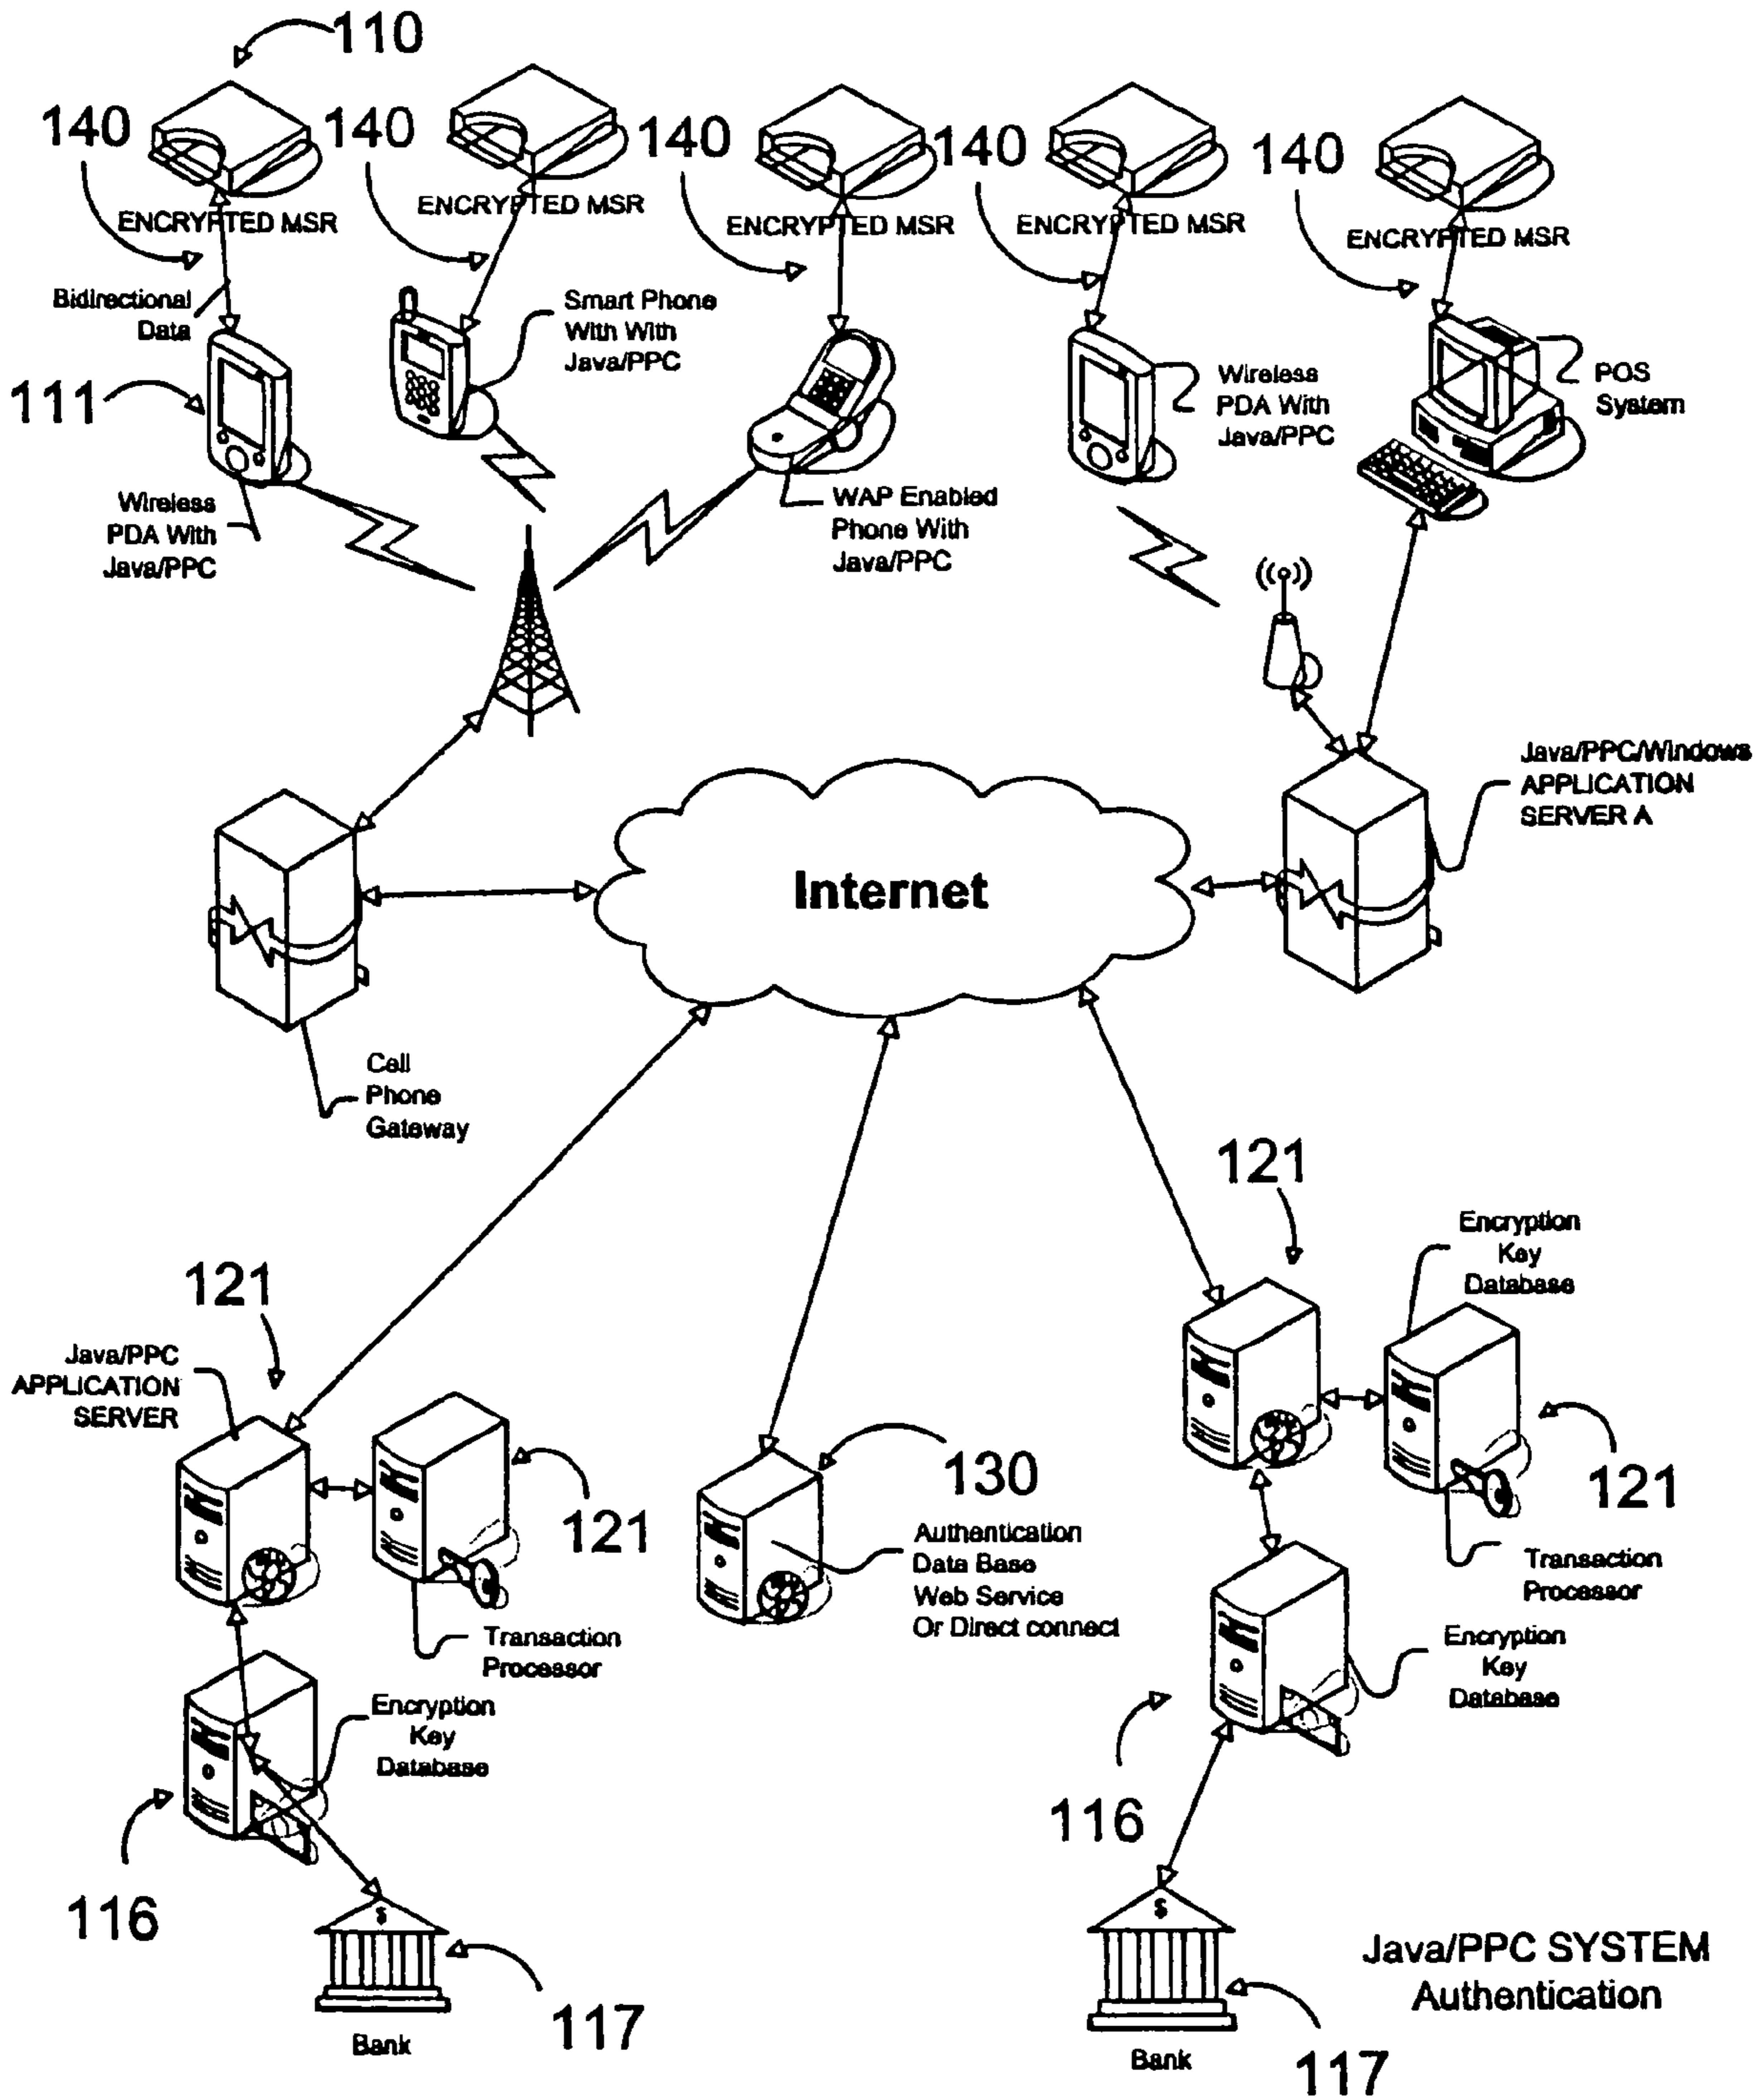 110
140
140
140
140
140
ENCRYPTED MSR
ENCRYPTED MSR
ENCRYPTED MSR
ENCRYPTED MSR
ENCRYPTED MSR
Bidirectional
Data
Smart Phone
With With
Java/PPC
111
Wireless
PDA With
Java/PPC
POS
System
Wireless
PDA With
Java/PPC
WAP Enabled
Phone With
Java/PPC
Java/PPC/Windows
APPLICATION
SERVER A
Internet
Cell
Phone
Gateway
121
Encryption
Key
Database
121
Java/PPC
APPLICATION
SERVER
121
130
121
Authentication
Data Base
Web Service
Or Direct connect
Transaction
Processor
Transaction
Processor
Encryption
Key
Database
Encryption
Key
Database
116
116
$
$
117
Bank
117
Bank
Java/PPC SYSTEM
Authentication